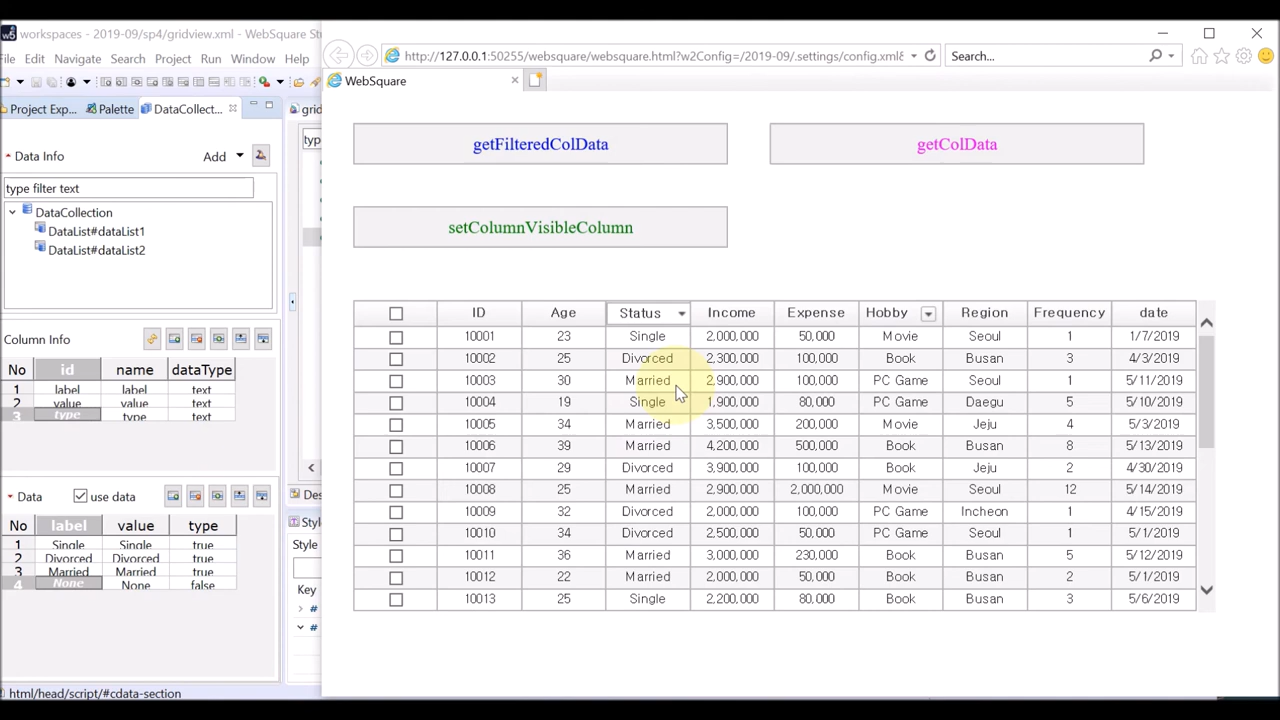 workspaces - 2019-09/sp4/gridview.xml - WebSquare St
File Edit Navigate Search Project Run Window Help
Project Exp... Palette DataCollect... grid
Data Info Add
type filter text
DataCollection
DataList#dataList1
DataList#dataList2
Column Info
No id name dataType
1 label label text
2 value value text
3 type type text
Data use data
No label value type
1 Single Single true
2 Divorced Divorced true
3 Married Married true
4 None None false
html/head/script/#cdata-section
typ
Des
Style
Style
Key
#
#
http://127.0.0.1:50255/websquare/websquare.html?w2Config=/2019-09/.settings/config.xml& Search...
WebSquare
getFilteredColData getColData
setColumnVisibleColumn
ID Age Status Income Expense Hobby Region Frequency date
10001 23 Single 2,000,000 50,000 Movie Seoul 1 1/7/2019
10002 25 Divorced 2,300,000 100,000 Book Busan 3 4/3/2019
10003 30 Married 2,900,000 100,000 PC Game Seoul 1 5/11/2019
10004 19 Single 1,900,000 80,000 PC Game Daegu 5 5/10/2019
10005 34 Married 3,500,000 200,000 Movie Jeju 4 5/3/2019
10006 39 Married 4,200,000 500,000 Book Busan 8 5/13/2019
10007 29 Divorced 3,900,000 100,000 Book Jeju 2 4/30/2019
10008 25 Married 2,900,000 2,000,000 Movie Seoul 12 5/14/2019
10009 32 Divorced 2,000,000 100,000 PC Game Incheon 1 4/15/2019
10010 34 Divorced 2,500,000 50,000 PC Game Seoul 1 5/1/2019
10011 36 Married 3,000,000 230,000 Book Busan 5 5/12/2019
10012 22 Married 2,000,000 50,000 Book Busan 2 5/1/2019
10013 25 Single 2,200,000 80,000 Book Busan 3 5/6/2019